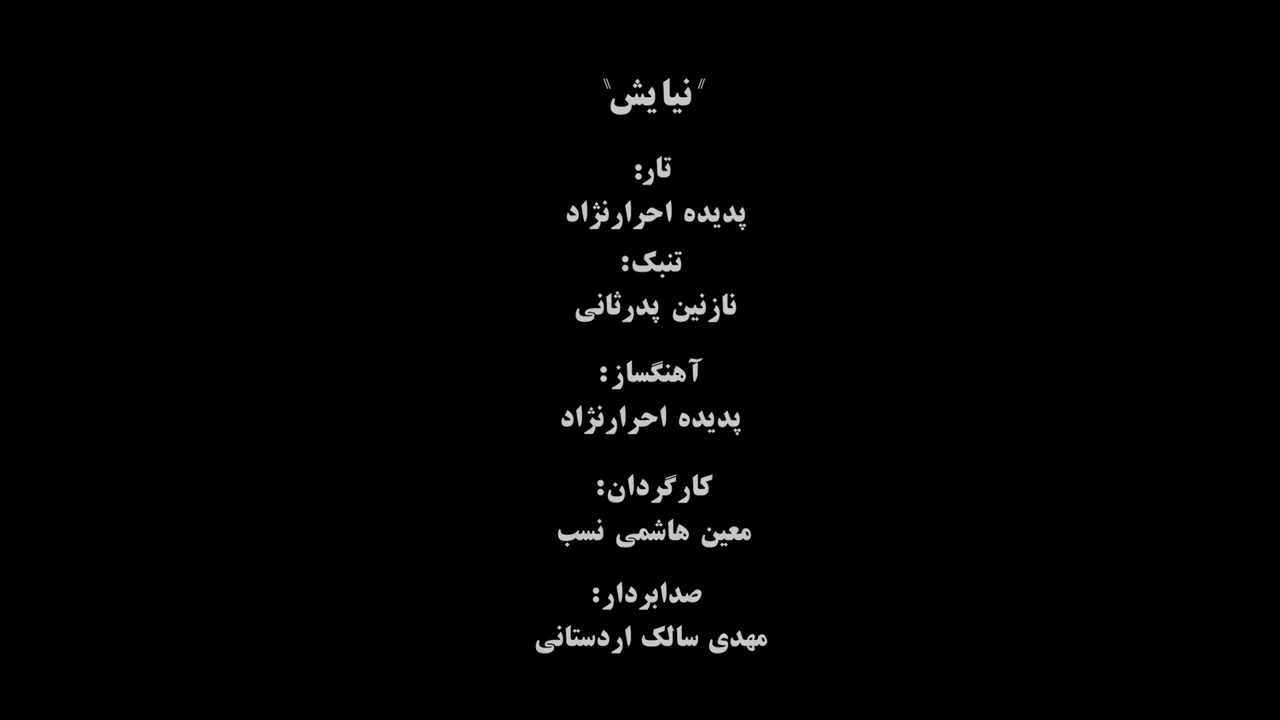 "نیایش"
تار:
پدیده احرارنژاد
تنبک:
نازنین پدرثانی
آهنگساز:
پدیده احرارنژاد
کارگردان:
معین هاشمی نسب
صدابردار:
مهدی سالک اردستانی